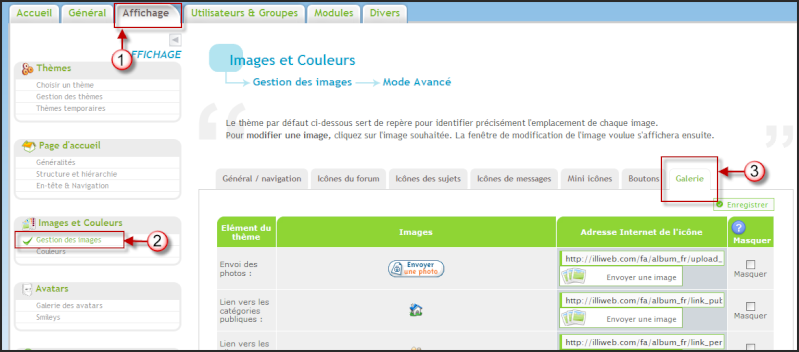 Accueil Général Affichage Utilisateurs & Groupes Modules Divers
1
AFFICHAGE
Thèmes
Choisir un thème
Gestion des thèmes
Thèmes temporaires
Page d'accueil
Généralités
Structure et hiérarchie
En-tête & Navigation
Images et Couleurs
Gestion des images
2
Couleurs
Avatars
Galerie des avatars
Smileys
Images et Couleurs
Gestion des images Mode Avancé
Le thème par défaut ci-dessous sert de repère pour identifier précisément l'emplacement de chaque image.
Pour modifier une image, cliquez sur l'image souhaitée. La fenêtre de modification de l'image voulue s'affichera ensuite.
3
Général / navigation Icônes du forum Icônes des sujets Icônes de messages Mini icônes Boutons Galerie
Enregistrer
Elément du thème Images Adresse Internet de l'icône ? Masquer
Envoi des photos :
Envoyer
une photo
http://illiweb.com/fa/album_fr/upload_
Envoyer une image
Masquer
Lien vers les catégories publiques :
http://illiweb.com/fa/album_fr/link_pub
Envoyer une image
Masquer
Lien vers les
http://illiweb.com/fa/album_fr/link_per